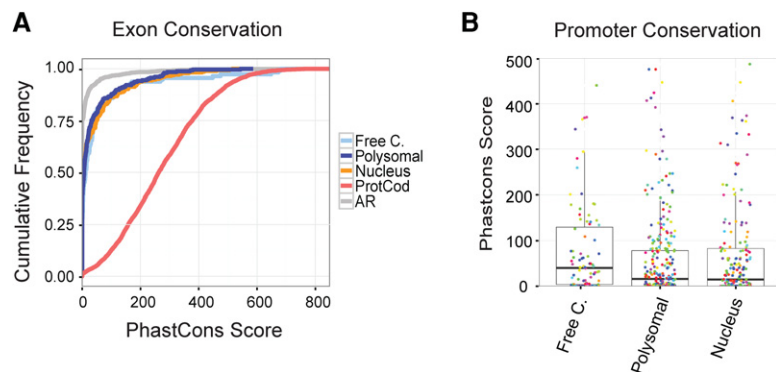 A
Exon Conservation
Cumulative Frequency
1.00
0.75
0.50
0.25
0.00
0
200
400
600
800
PhastCons Score
Free C.
Polysomal
Nucleus
ProtCod
AR
B
Promoter Conservation
Phastcons Score
500
400
300
200
100
0
Free C.
Polysomal
Nucleus